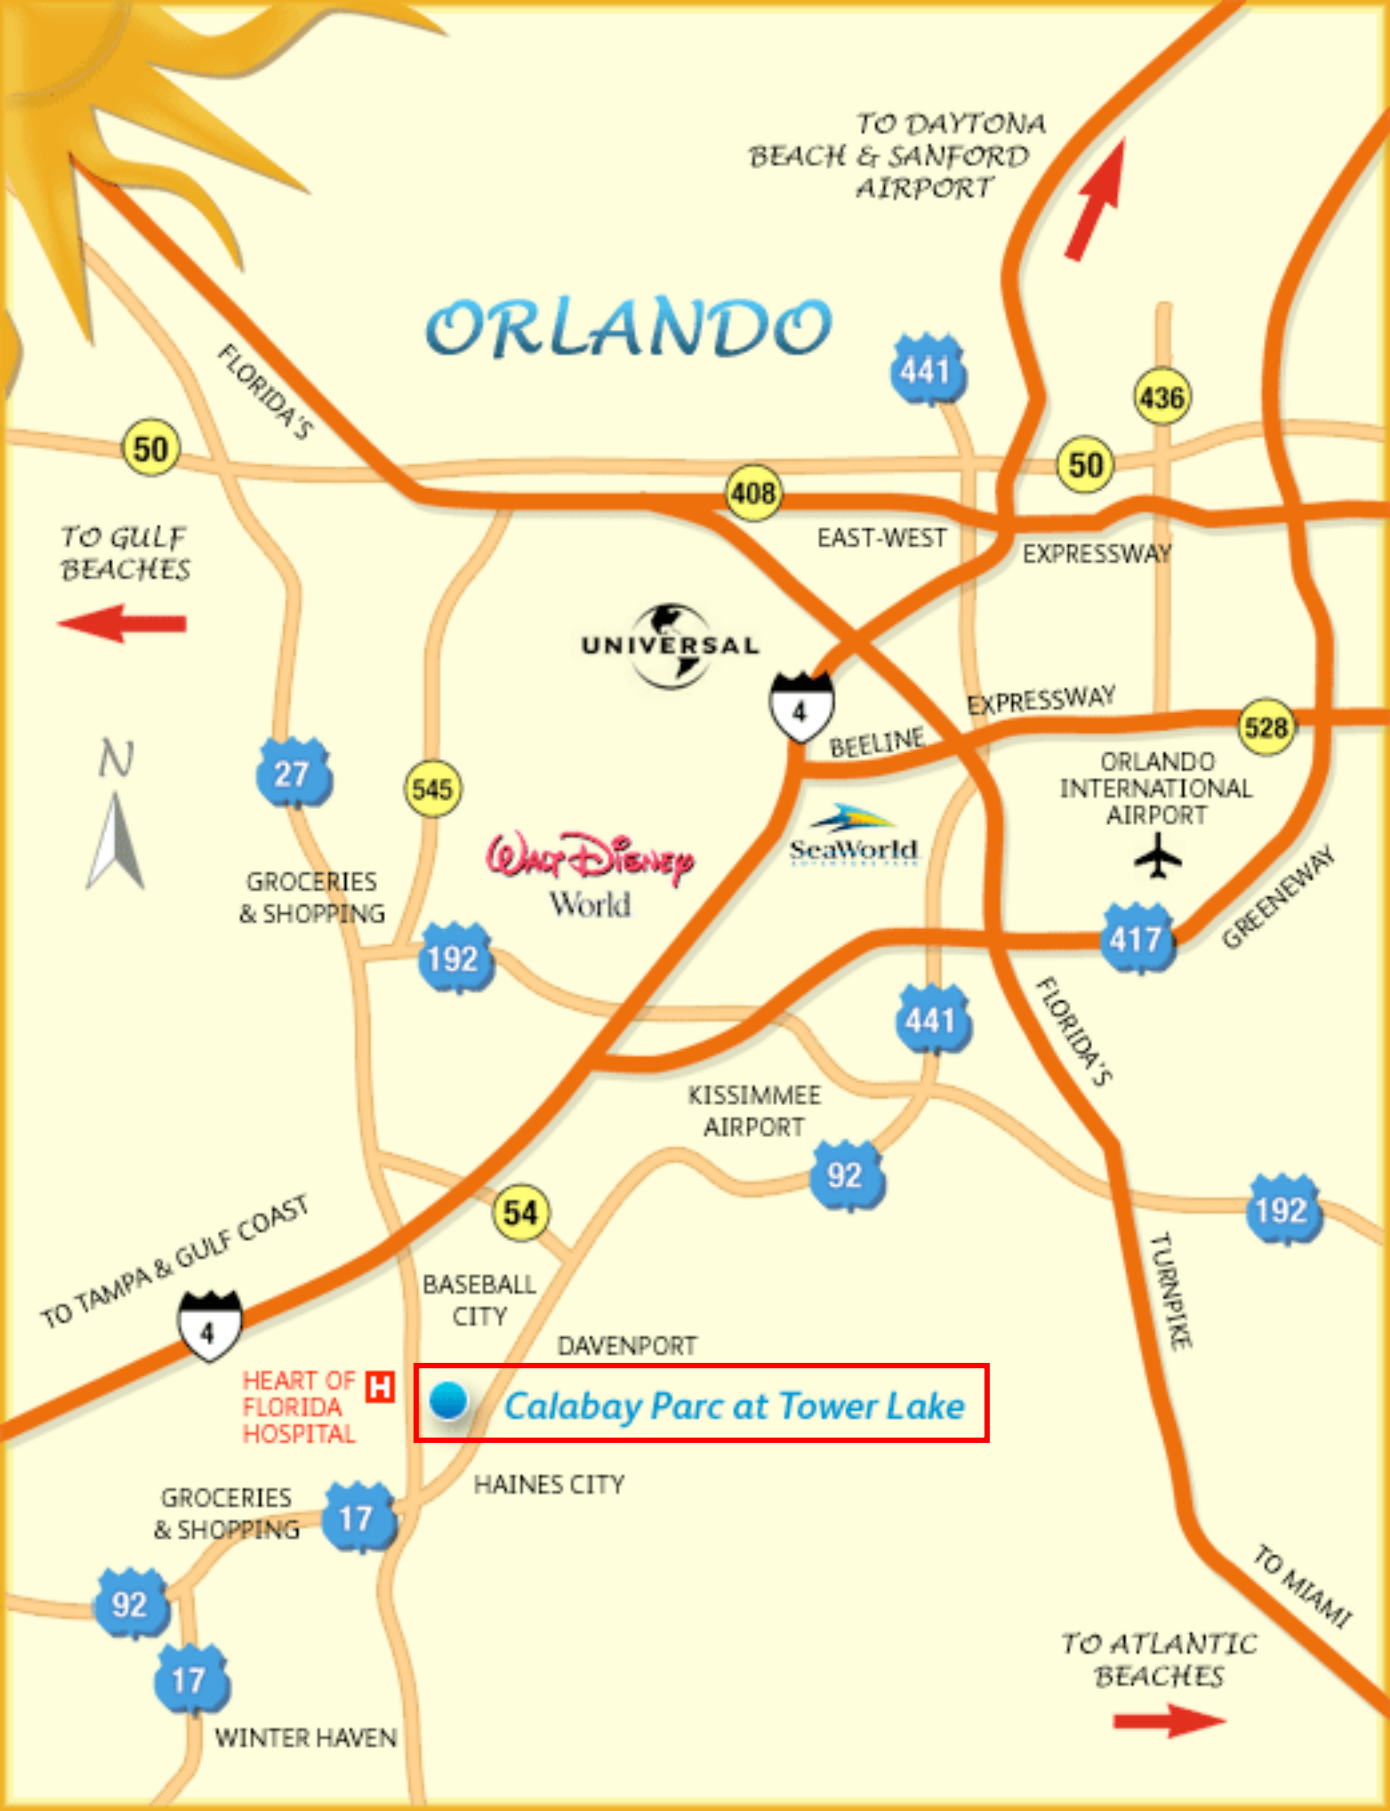 TO DAYTONA
BEACH & SANFORD
AIRPORT
ORLANDO
FLORIDA'S
441
436
50
50
408
EAST-WEST
EXPRESSWAY
TO GULF
BEACHES
UNIVERSAL
4
EXPRESSWAY
BEELINE
528
N
27
545
ORLANDO
INTERNATIONAL
AIRPORT
WALT DISNEY
World
SeaWorld
GROCERIES
& SHOPPING
192
417
GREENEWAY
441
FLORIDA'S
KISSIMMEE
AIRPORT
92
54
192
TO TAMPA & GULF COAST
4
BASEBALL
CITY
TURNPIKE
DAVENPORT
HEART OF
FLORIDA
HOSPITAL
H
Calabay Parc at Tower Lake
HAINES CITY
GROCERIES
& SHOPPING
17
92
17
TO MIAMI
TO ATLANTIC
BEACHES
WINTER HAVEN